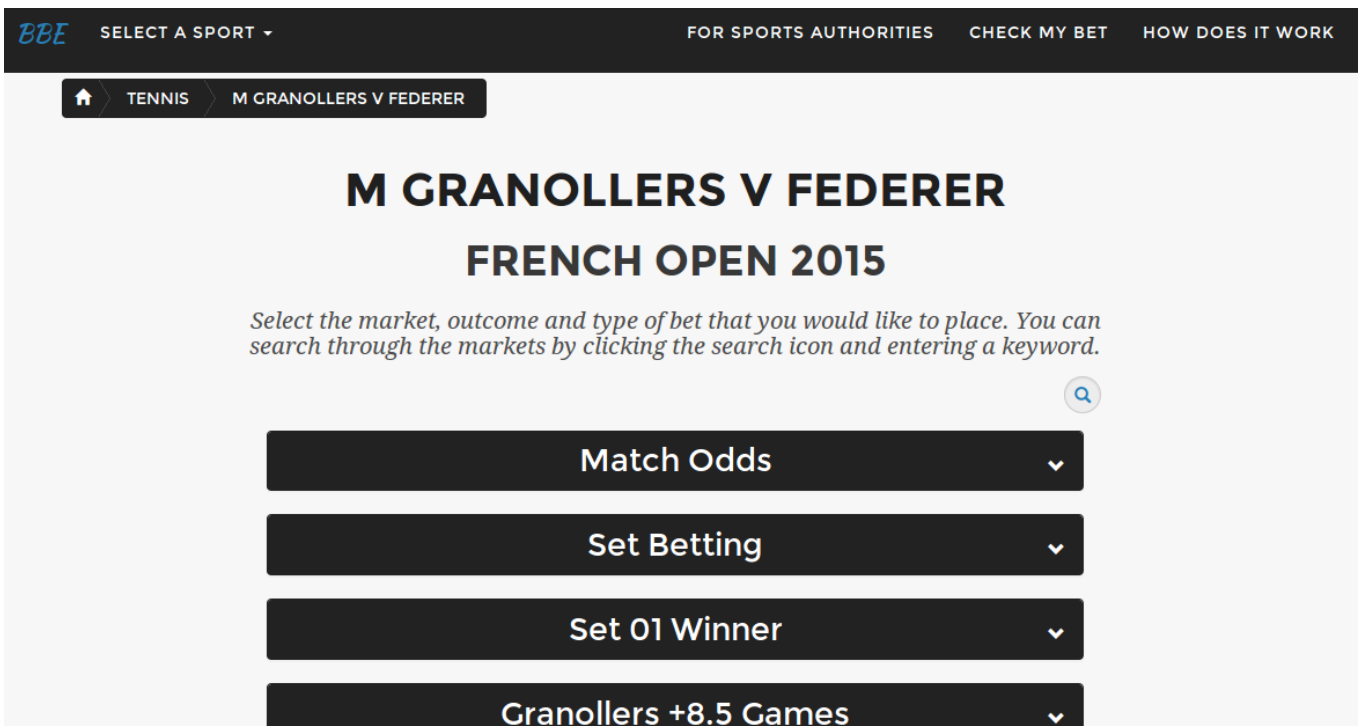 BBE SELECT A SPORT FOR SPORTS AUTHORITIES CHECK MY BET HOW DOES IT WORK
TENNIS M GRANOLLERS V FEDERER
M GRANOLLERS V FEDERER
FRENCH OPEN 2015
Select the market, outcome and type of bet that you would like to place. You can
search through the markets by clicking the search icon and entering a keyword.
Match Odds
Set Betting
Set 01 Winner
Granollers +8.5 Games